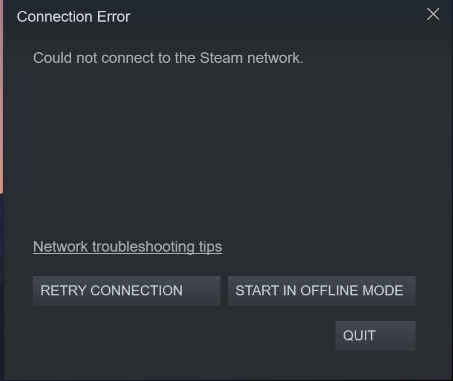 Connection Error
Could not connect to the Steam network.
Network troubleshooting tips
RETRY CONNECTION
START IN OFFLINE MODE
QUIT